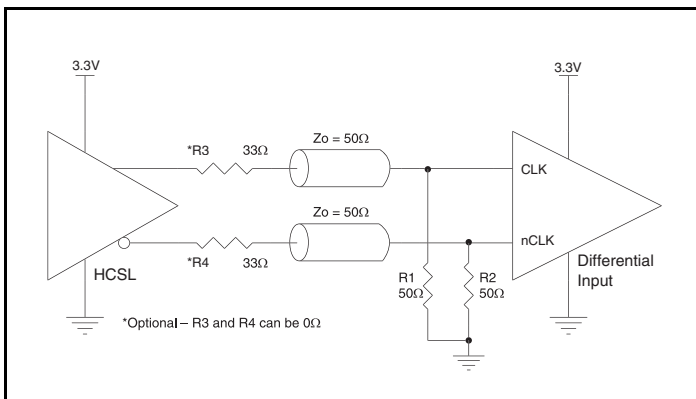 3.3V
3.3V
*R3
33Ω
Zo = 50Ω
CLK
Zo = 50Ω
nCLK
HCSL
*R4
33Ω
R1
50Ω
R2
50Ω
Differential
Input
*Optional – R3 and R4 can be 0Ω